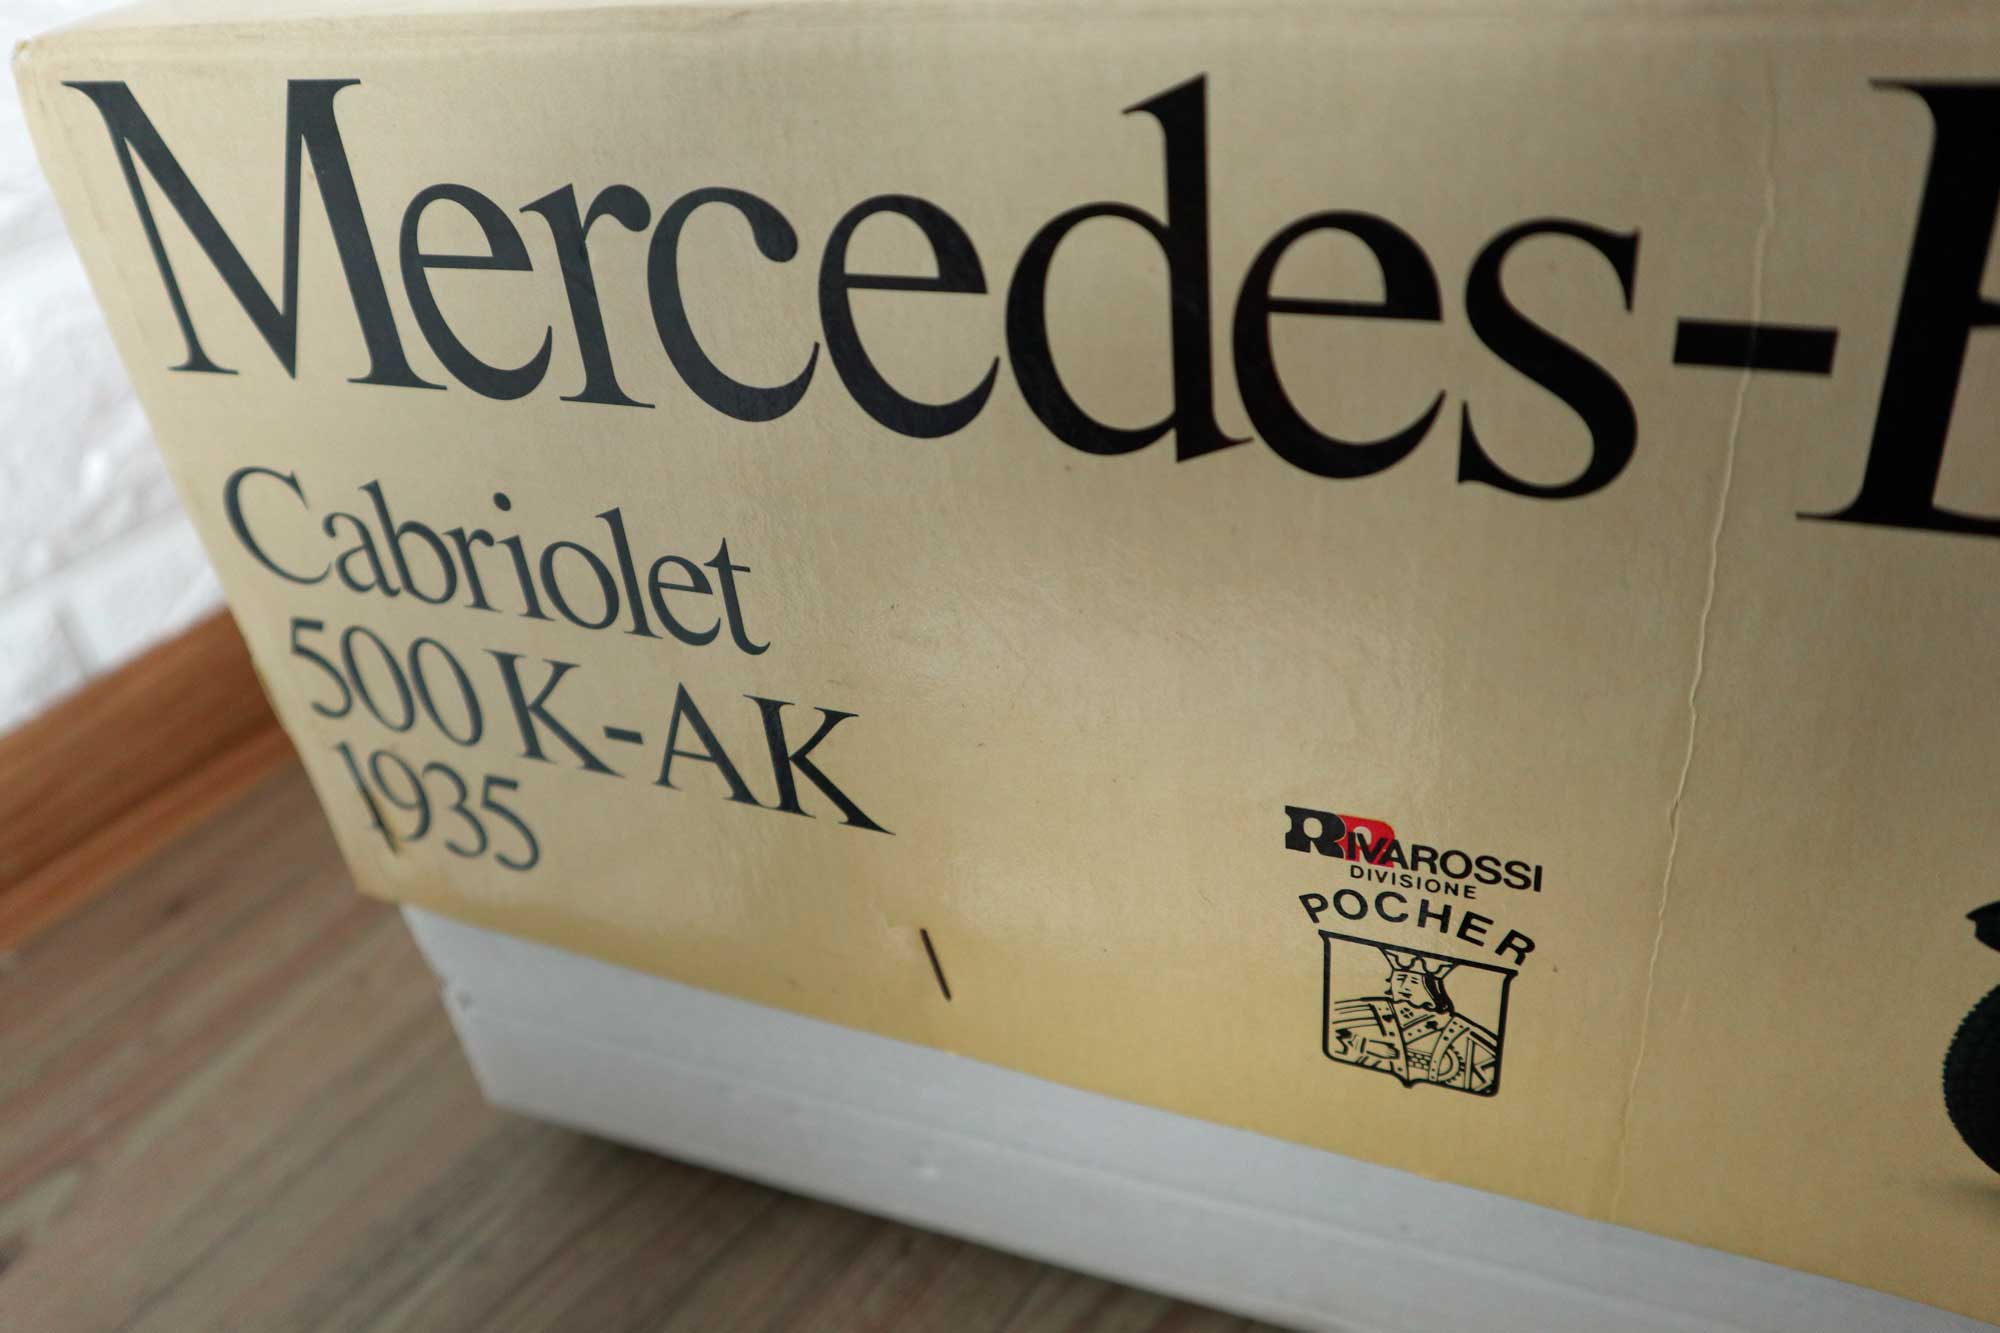 Mercedes-B
Cabriolet
500 K-AK
1935
RIVAROSSI
DIVISIONE
POCHER